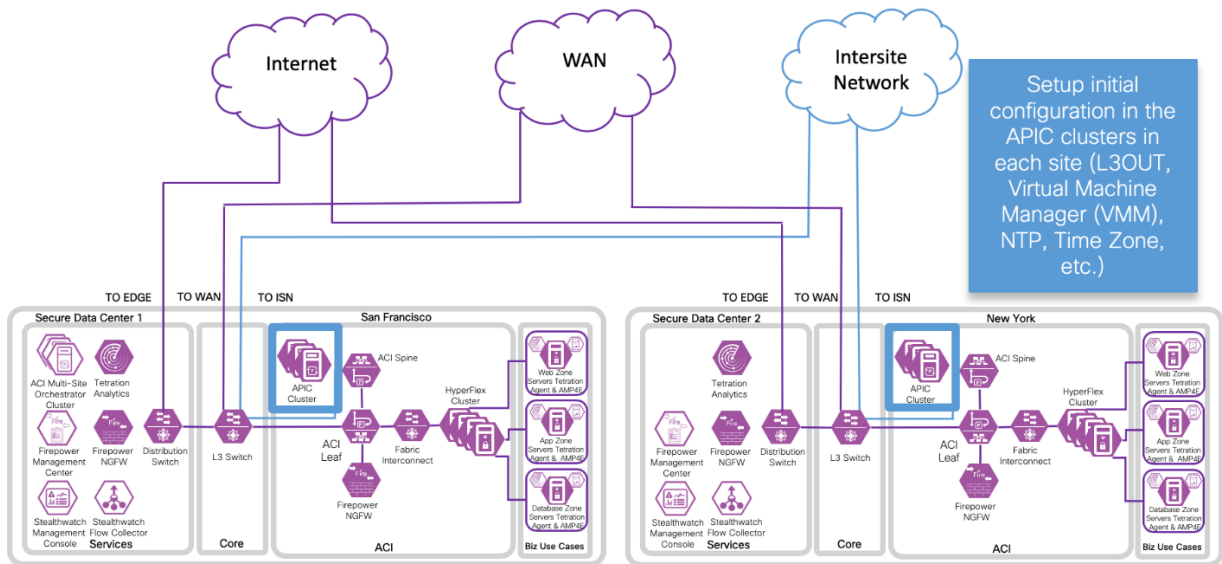 Internet
WAN
Intersite
Network
Setup initial
configuration in the
APIC clusters in
each site (L3OUT,
Virtual Machine
Manager (VMM),
NTP, Time Zone,
etc.)
TO EDGE
TO WAN
TO ISN
Secure Data Center 1
San Francisco
ACI Multi-Site
Orchestrator
Cluster
Tetration
Analytics
Firepower
Management
Center
Firepower
NGFW
Distribution
Switch
Stealthwatch
Management
Console
Stealthwatch
Flow Collector
Services
L3 Switch
Core
APIC
Cluster
ACI Spine
ACI
Leaf
Fabric
Interconnect
HyperFlex
Cluster
Firepower
NGFW
ACI
Web Zone
Servers Tetration
Agent & AMP4E
App Zone
Servers Tetration
Agent & AMP4E
Database Zone
Servers Tetration
Agent & AMP4E
Biz Use Cases
TO EDGE
TO WAN
TO ISN
Secure Data Center 2
New York
Tetration
Analytics
Firepower
Management
Center
Firepower
NGFW
Distribution
Switch
Stealthwatch
Management
Console
Stealthwatch
Flow Collector
Services
L3 Switch
Core
APIC
Cluster
ACI Spine
ACI
Leaf
Fabric
Interconnect
HyperFlex
Cluster
Firepower
NGFW
ACI
Web Zone
Servers Tetration
Agent & AMP4E
App Zone
Servers Tetration
Agent & AMP4E
Database Zone
Servers Tetration
Agent & AMP4E
Biz Use Cases